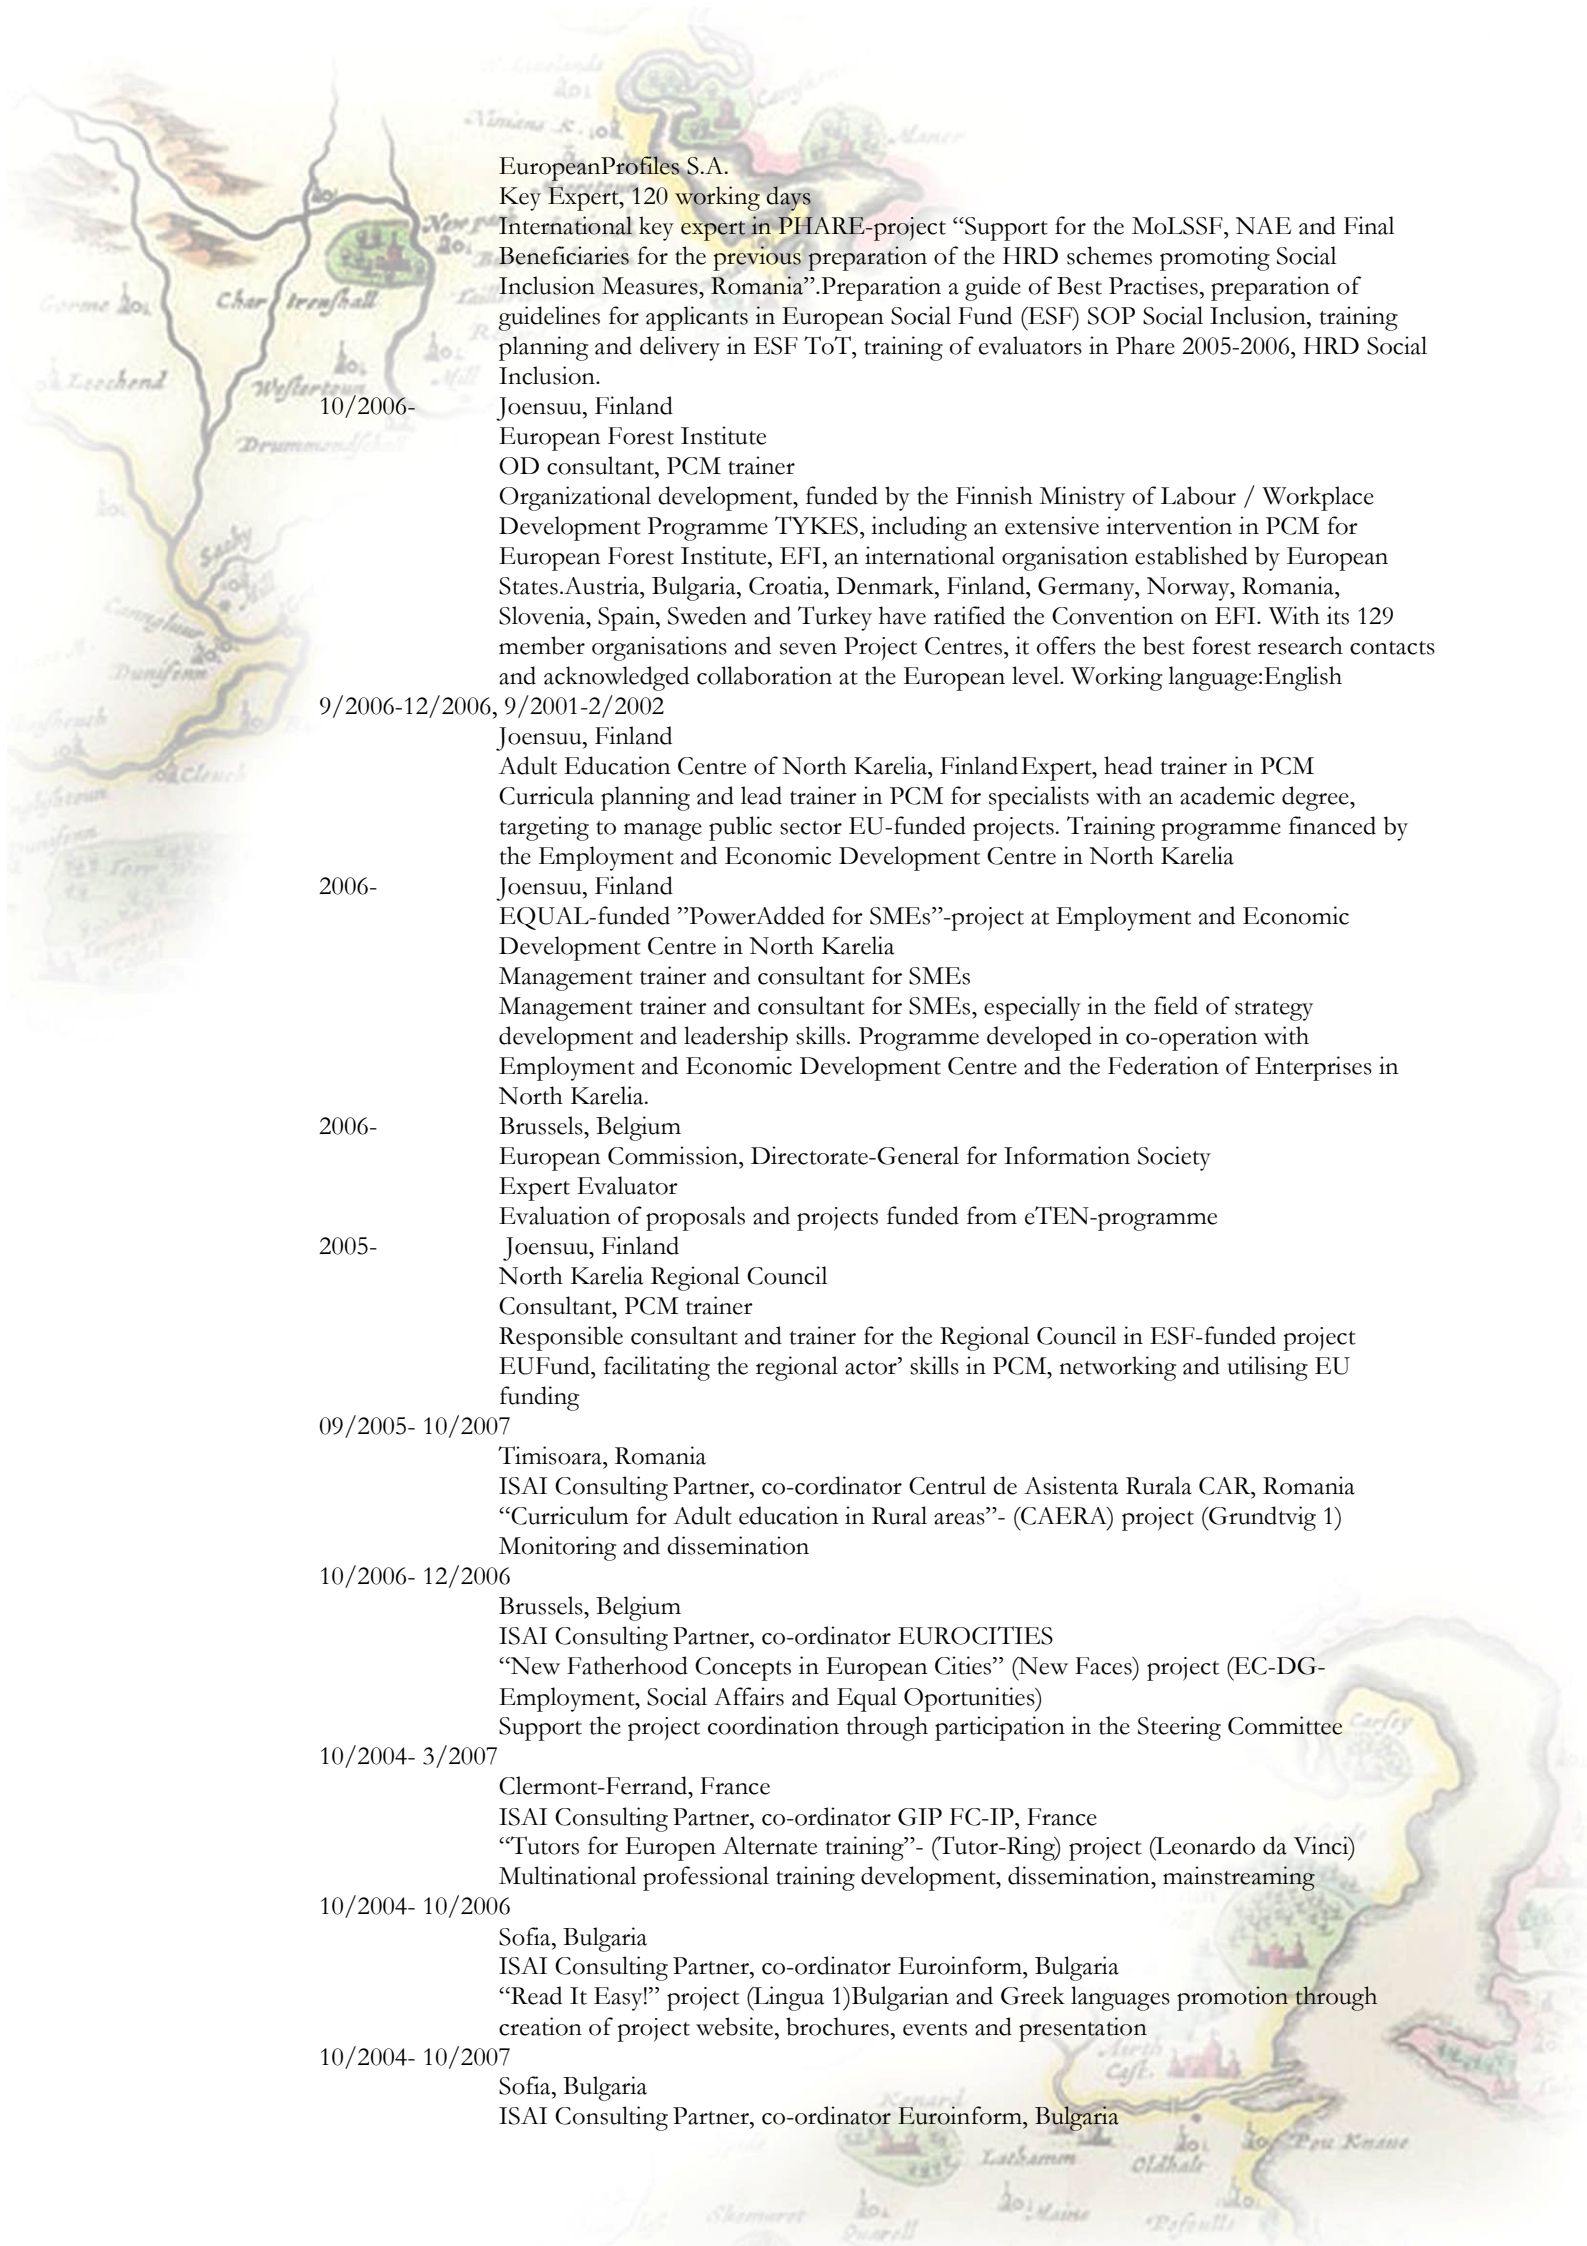 EuropeanProfiles S.A.
Key Expert, 120 working days
International key expert in PHARE-project “Support for the MoLSSF, NAE and Final
Beneficiaries for the previous preparation of the HRD schemes promoting Social
Inclusion Measures, Romania”.Preparation a guide of Best Practises, preparation of
guidelines for applicants in European Social Fund (ESF) SOP Social Inclusion, training
planning and delivery in ESF ToT, training of evaluators in Phare 2005-2006, HRD Social
Inclusion.
10/2006- Joensuu, Finland
European Forest Institute
OD consultant, PCM trainer
Organizational development, funded by the Finnish Ministry of Labour / Workplace
Development Programme TYKES, including an extensive intervention in PCM for
European Forest Institute, EFI, an international organisation established by European
States.Austria, Bulgaria, Croatia, Denmark, Finland, Germany, Norway, Romania,
Slovenia, Spain, Sweden and Turkey have ratified the Convention on EFI. With its 129
member organisations and seven Project Centres, it offers the best forest research contacts
and acknowledged collaboration at the European level. Working language:English
9/2006-12/2006, 9/2001-2/2002
Joensuu, Finland
Adult Education Centre of North Karelia, Finland Expert, head trainer in PCM
Curricula planning and lead trainer in PCM for specialists with an academic degree,
targeting to manage public sector EU-funded projects. Training programme financed by
the Employment and Economic Development Centre in North Karelia
2006- Joensuu, Finland
EQUAL-funded ”PowerAdded for SMEs”-project at Employment and Economic
Development Centre in North Karelia
Management trainer and consultant for SMEs
Management trainer and consultant for SMEs, especially in the field of strategy
development and leadership skills. Programme developed in co-operation with
Employment and Economic Development Centre and the Federation of Enterprises in
North Karelia.
2006- Brussels, Belgium
European Commission, Directorate-General for Information Society
Expert Evaluator
Evaluation of proposals and projects funded from eTEN-programme
2005- Joensuu, Finland
North Karelia Regional Council
Consultant, PCM trainer
Responsible consultant and trainer for the Regional Council in ESF-funded project
EUFund, facilitating the regional actor’ skills in PCM, networking and utilising EU
funding
09/2005- 10/2007
Timisoara, Romania
ISAI Consulting Partner, co-cordinator Centrul de Asistenta Rurala CAR, Romania
“Curriculum for Adult education in Rural areas”- (CAERA) project (Grundtvig 1)
Monitoring and dissemination
10/2006- 12/2006
Brussels, Belgium
ISAI Consulting Partner, co-ordinator EUROCITIES
“New Fatherhood Concepts in European Cities” (New Faces) project (EC-DG-
Employment, Social Affairs and Equal Oportunities)
Support the project coordination through participation in the Steering Committee
10/2004- 3/2007
Clermont-Ferrand, France
ISAI Consulting Partner, co-ordinator GIP FC-IP, France
“Tutors for Europen Alternate training”- (Tutor-Ring) project (Leonardo da Vinci)
Multinational professional training development, dissemination, mainstreaming
10/2004- 10/2006
Sofia, Bulgaria
ISAI Consulting Partner, co-ordinator Euroinform, Bulgaria
“Read It Easy!” project (Lingua 1)Bulgarian and Greek languages promotion through
creation of project website, brochures, events and presentation
10/2004- 10/2007
Sofia, Bulgaria
ISAI Consulting Partner, co-ordinator Euroinform, Bulgaria